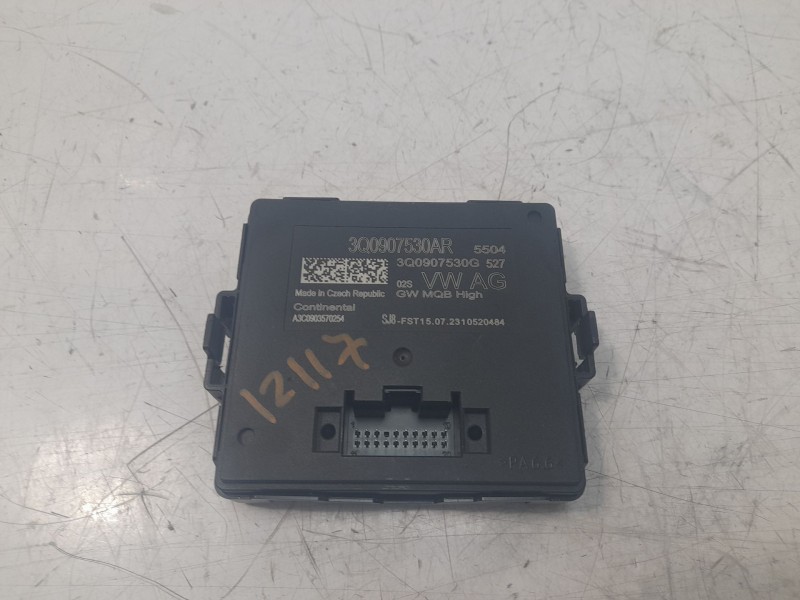 3Q0907530AR 5504
3Q0907530G 527
02S VW AG
Made in Czech Republic GW MQB High
Continental
A3C0903570254 SJ8-FST15.07.2310520484
12117